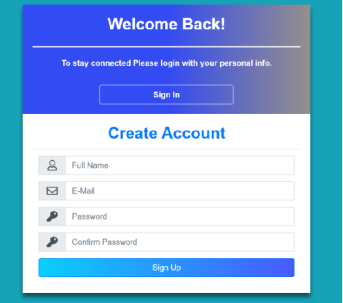 Welcome Back!
To stay connected Please login with your personal info.
Sign In
Create Account
Full Name
E-Mail
Password
Confirm Password
Sign Up